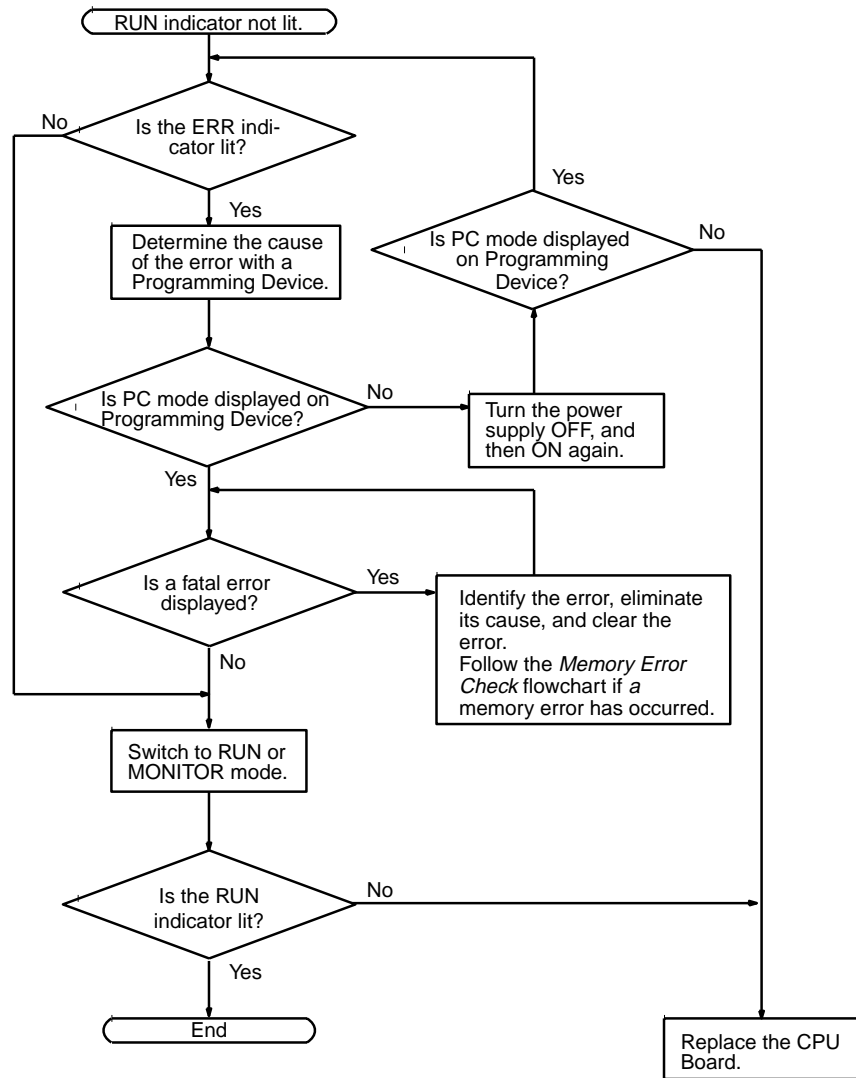 RUN indicator not lit.
No
Is the ERR indi-
cator lit?
Yes
Determine the cause
of the error with a
Programming Device.
Yes
Is PC mode displayed
on Programming
Device?
No
Is PC mode displayed on
Programming Device?
No
Turn the power
supply OFF, and
then ON again.
Yes
Is a fatal error
displayed?
Yes
Identify the error, eliminate
its cause, and clear the
error.
Follow the Memory Error
Check flowchart if a
memory error has occurred.
No
Switch to RUN or
MONITOR mode.
Is the RUN
indicator lit?
No
Yes
End
Replace the CPU
Board.